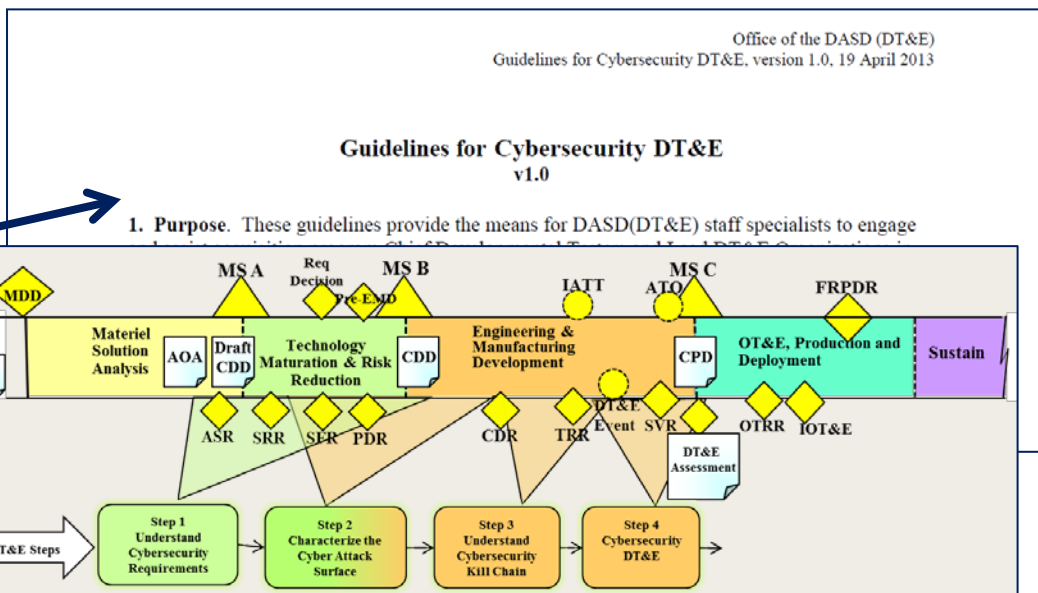 Office of the DASD (DT&E)
Guidelines for Cybersecurity DT&E, version 1.0, 19 April 2013
Guidelines for Cybersecurity DT&E
v1.0
1. Purpose. These guidelines provide the means for DASD(DT&E) staff specialists to engage
MDD
MS A
Req
Decision
Pre-EMD
MS B
IATT
ATO
MS C
FRPDR
Materiel
Solution
Analysis
AOA
Draft
CDD
Technology
Maturation & Risk
Reduction
CDD
Engineering &
Manufacturing
Development
CPD
OT&E, Production and
Deployment
Sustain
ASR
SRR
SFR
PDR
CDR
TRR
DT&E
Event
SVR
DT&E
Assessment
OTRR
IOT&E
T&E Steps
Step 1
Understand
Cybersecurity
Requirements
Step 2
Characterize the
Cyber Attack
Surface
Step 3
Understand
Cybersecurity
Kill Chain
Step 4
Cybersecurity
DT&E